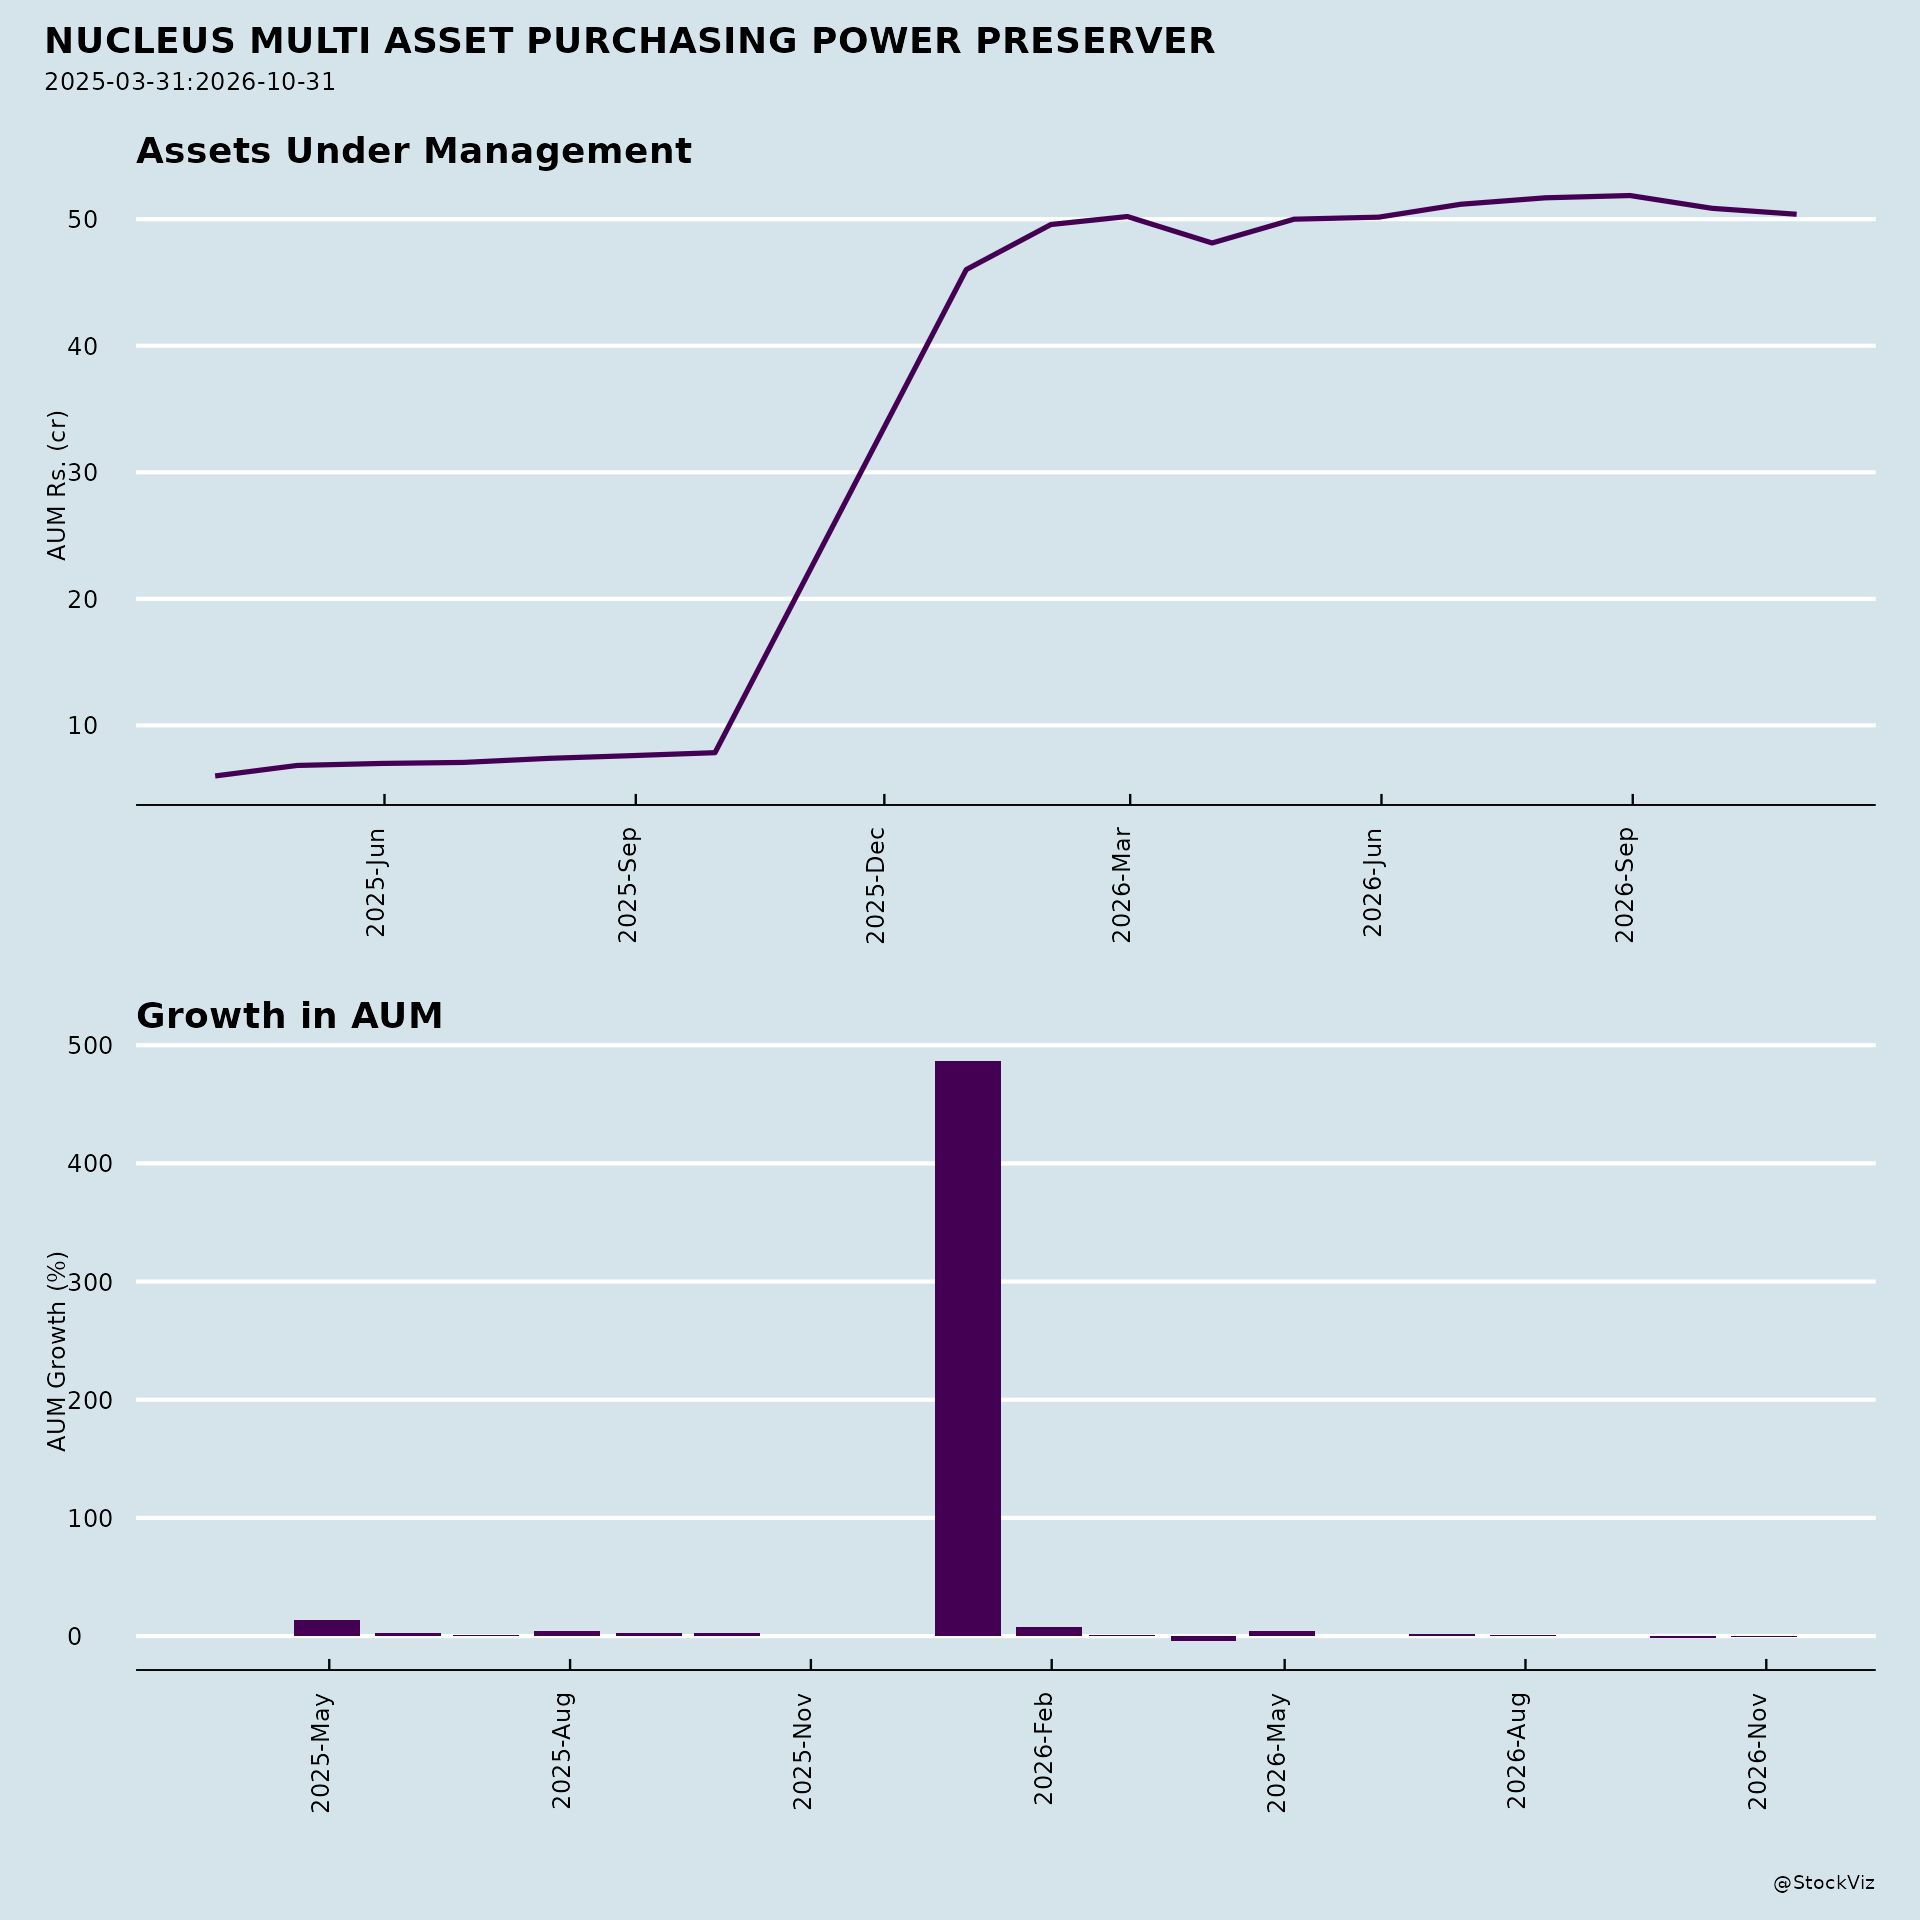 NUCLEUS MULTI ASSET PURCHASING POWER PRESERVER
2025-03-31:2026-10-31
Assets Under Management
AUM Rs. (cr)
50
40
30
20
10
2025-Jun
2025-Sep
2025-Dec
2026-Mar
2026-Jun
2026-Sep
Growth in AUM
AUM Growth (%)
500
400
300
200
100
0
2025-May
2025-Aug
2025-Nov
2026-Feb
2026-May
2026-Aug
2026-Nov
@StockViz